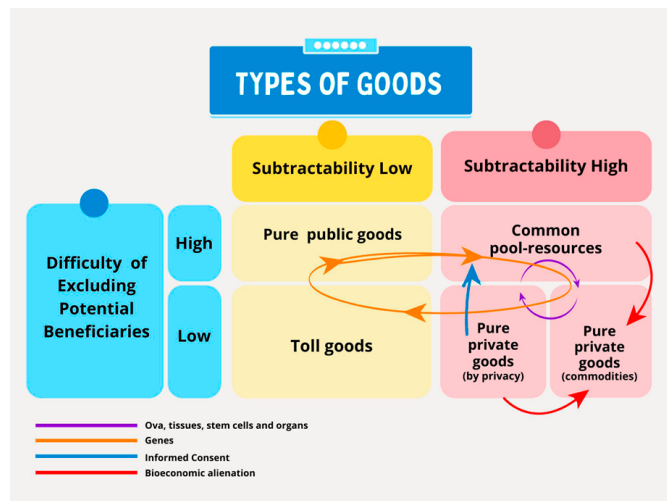 TYPES OF GOODS
Subtractability Low
Subtractability High
Difficulty of
Excluding
Potential
Beneficiaries
High
Pure public goods
Common
pool-resources
Low
Toll goods
Pure
private
goods
(by privacy)
Pure
private
goods
(commodities)
Ova, tissues, stem cells and organs
Genes
Informed Consent
Bioeconomic alienation